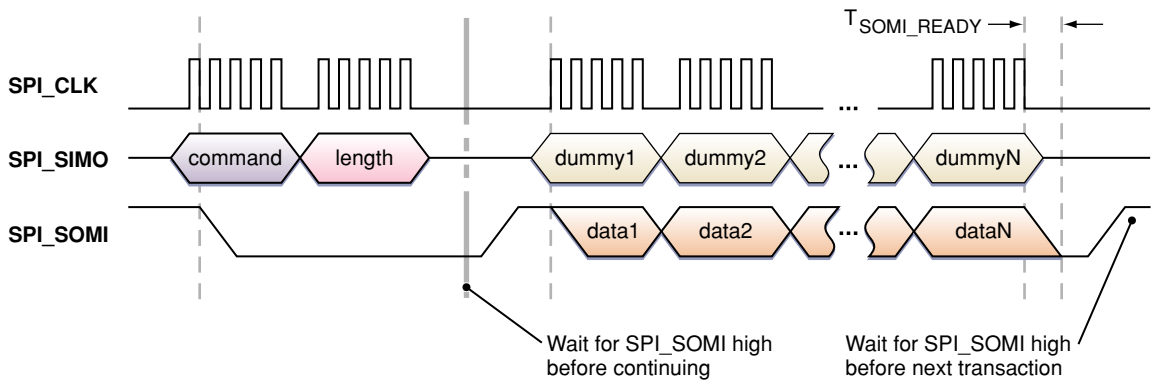 T SOMI_READY
SPI_CLK
...
SPI_SIMO
command length dummy1 dummy2 ... dummyN
SPI_SOMI
data1 data2 ... dataN
Wait for SPI_SOMI high
before continuing
Wait for SPI_SOMI high
before next transaction